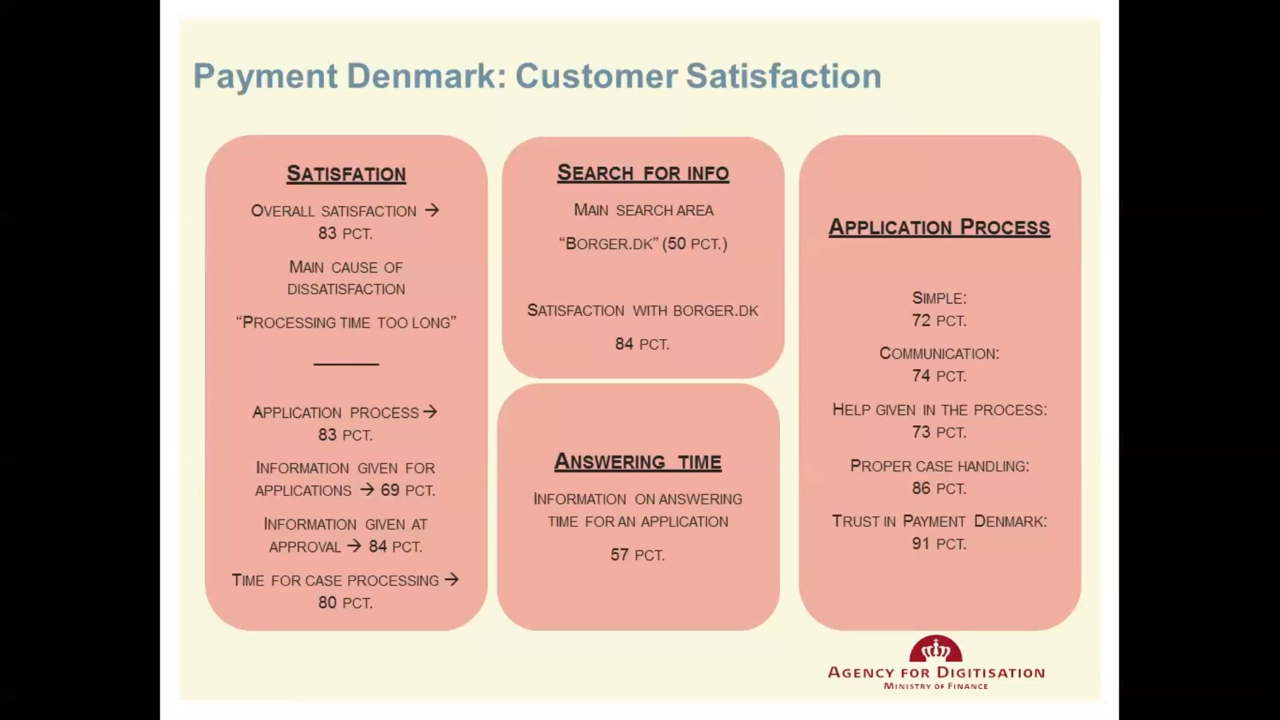 Payment Denmark: Customer Satisfaction
SATISFATION
OVERALL SATISFACTION →
83 PCT.
MAIN CAUSE OF
DISSATISFACTION
“PROCESSING TIME TOO LONG”
APPLICATION PROCESS →
83 PCT.
INFORMATION GIVEN FOR
APPLICATIONS → 69 PCT.
INFORMATION GIVEN AT
APPROVAL → 84 PCT.
TIME FOR CASE PROCESSING →
80 PCT.
SEARCH FOR INFO
MAIN SEARCH AREA
“BORGER.DK” (50 PCT.)
SATISFACTION WITH BORGER.DK
84 PCT.
ANSWERING TIME
INFORMATION ON ANSWERING
TIME FOR AN APPLICATION
57 PCT.
APPLICATION PROCESS
SIMPLE:
72 PCT.
COMMUNICATION:
74 PCT.
HELP GIVEN IN THE PROCESS:
73 PCT.
PROPER CASE HANDLING:
86 PCT.
TRUST IN PAYMENT DENMARK:
91 PCT.
AGENCY FOR DIGITISATION
MINISTRY OF FINANCE